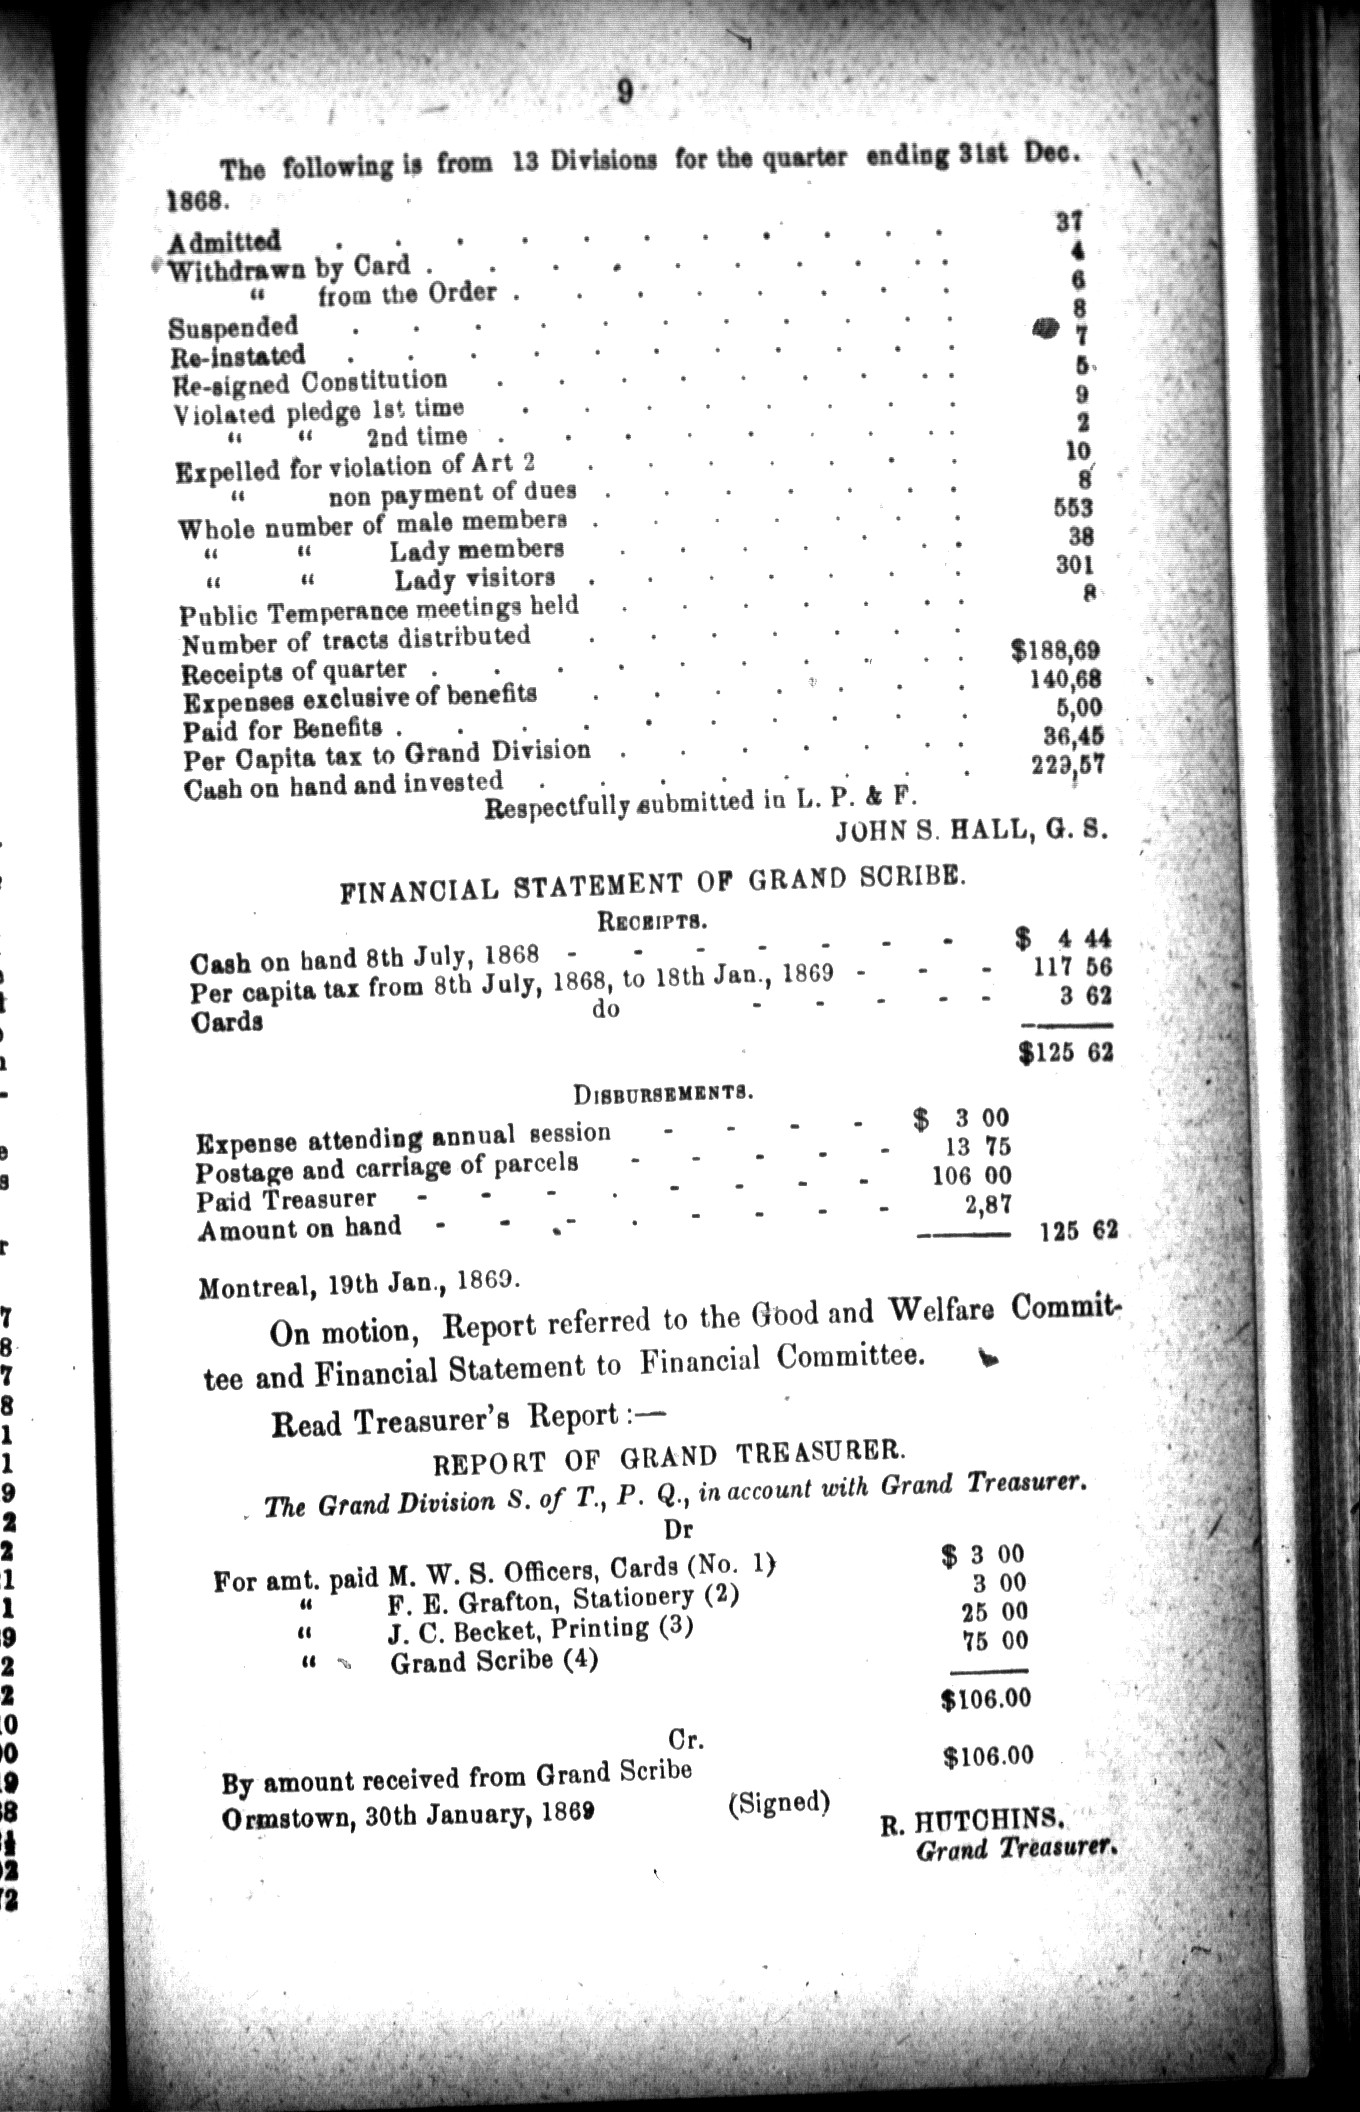 9
The following is from 13 Divisions for the quarter ending 31st Dec.
1868.
Admitted . . . . . . . . . . . 37
Withdrawn by Card . . . . . . . . . . 4
" from the Order . . . . . . . . 6
Suspended . . . . . . . . . . . 8
Re-instated . . . . . . . . . . . 7
Re-signed Constitution . . . . . . . . . 5
Violated pledge 1st time . . . . . . . . 9
" " 2nd time . . . . . . . . . 2
Expelled for violation of Art 2 . . . . . . . 10
" non payment of dues . . . . . . . 8
Whole number of male members . . . . . . . 553
" " Lady members . . . . . . . 38
" " Lady visitors . . . . . . . 301
Public Temperance meetings held . . . . . . . 8
Number of tracts distributed . . . . . . .
Receipts of quarter . . . . . . . . . . $188,69
Expenses exclusive of benefits . . . . . . . 140,68
Paid for Benefits . . . . . . . . . . 5,00
Per Capita tax to Grand Division . . . . . . . 36,45
Cash on hand and invested . . . . . . . . 229,57
Respectfully submitted in L. P. & F.
JOHN S. HALL, G. S.
FINANCIAL STATEMENT OF GRAND SCRIBE.
RECEIPTS.
Cash on hand 8th July, 1868 - - - - - - - $ 4 44
Per capita tax from 8th July, 1868, to 18th Jan., 1869 - - - 117 56
Cards do - - - - - 3 62
$125 62
DISBURSEMENTS.
Expense attending annual session - - - - $ 3 00
Postage and carriage of parcels - - - - - 13 75
Paid Treasurer - - - . - - - - 106 00
Amount on hand - - - . - - - - 2,87
125 62
Montreal, 19th Jan., 1869.
On motion, Report referred to the Good and Welfare Commit-
tee and Financial Statement to Financial Committee.
Read Treasurer's Report :—
REPORT OF GRAND TREASURER.
The Grand Division S. of T., P. Q., in account with Grand Treasurer.
Dr
For amt. paid M. W. S. Officers, Cards (No. 1) $ 3 00
" F. E. Grafton, Stationery (2) 3 00
" J. C. Becket, Printing (3) 25 00
" Grand Scribe (4) 75 00
$106.00
Cr.
By amount received from Grand Scribe $106.00
Ormstown, 30th January, 1869 (Signed)
R. HUTCHINS.
Grand Treasurer.